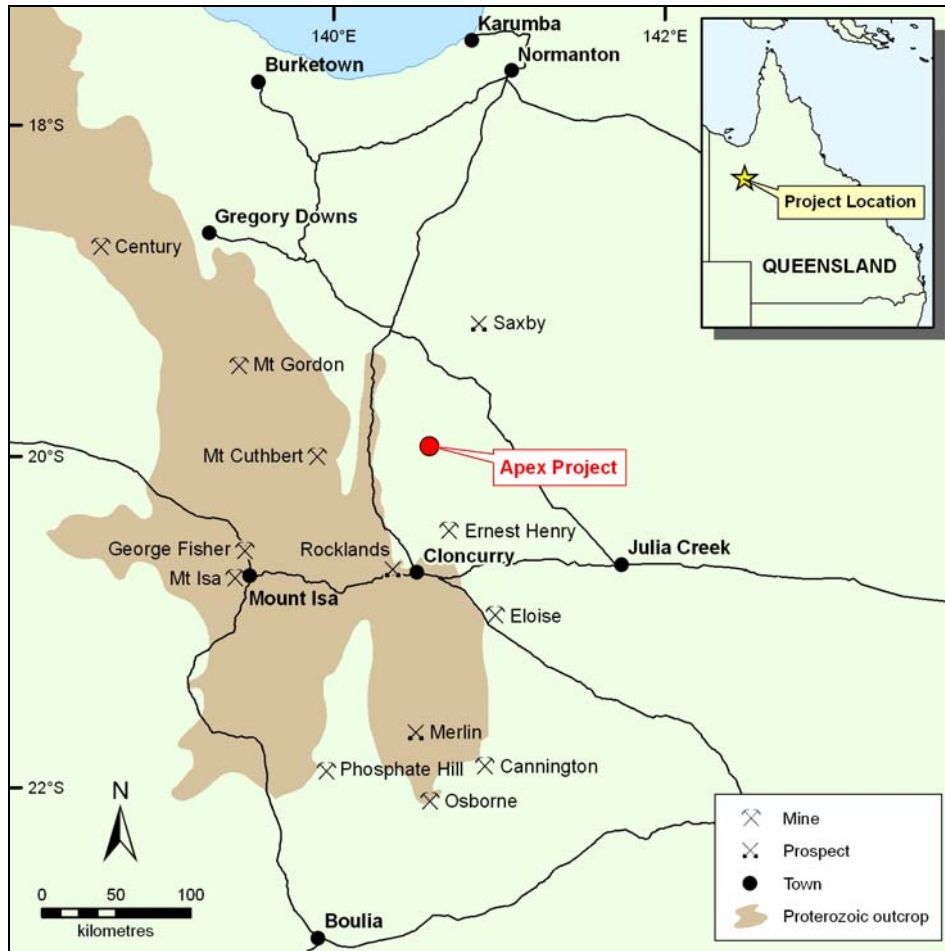 140°E
142°E
Karumba
Normanton
Burketown
18°S
Project Location
QUEENSLAND
Gregory Downs
Century
Saxby
Mt Gordon
Mt Cuthbert
20°S
Apex Project
Ernest Henry
George Fisher
Rocklands
Cloncurry
Julia Creek
Mt Isa
Mount Isa
Eloise
Merlin
Phosphate Hill
Cannington
22°S
Osborne
N
0 50 100
kilometres
Boulia
Mine
Prospect
Town
Proterozoic outcrop